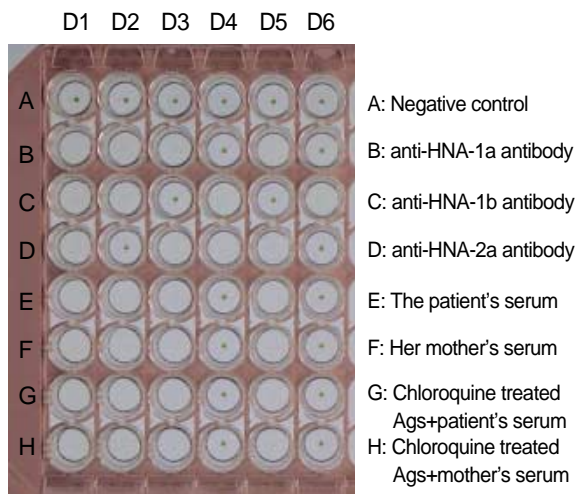 D1 D2 D3 D4 D5 D6
A
B
C
D
E
F
G
H
A: Negative control
B: anti-HNA-1a antibody
C: anti-HNA-1b antibody
D: anti-HNA-2a antibody
E: The patient's serum
F: Her mother's serum
G: Chloroquine treated
Ags+patient's serum
H: Chloroquine treated
Ags+mother's serum